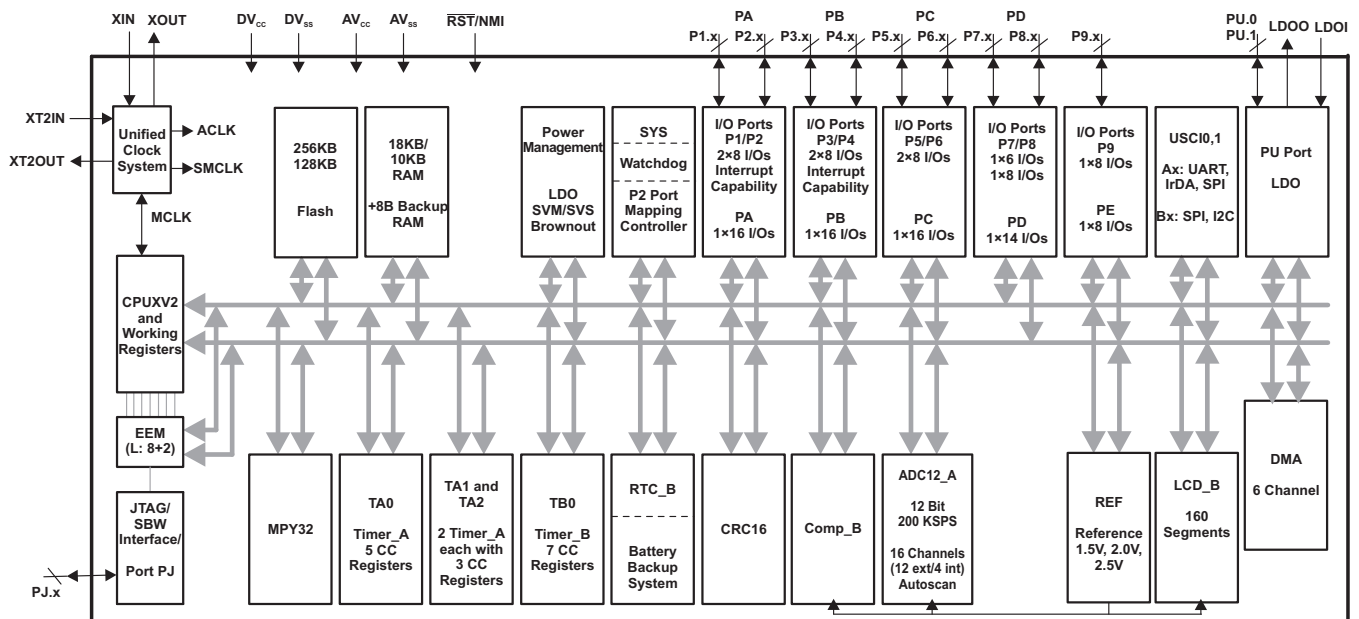 XIN XOUT DVCC DVSS AVCC AVSS RST/NMI PA PB PC PD PU.0 LDOO LDOI
P1.x P2.x P3.x P4.x P5.x P6.x P7.x P8.x P9.x PU.1
XT2IN
XT2OUT
Unified
Clock
System
ACLK
SMCLK
MCLK
256KB
128KB
Flash
18KB/
10KB
RAM
+8B Backup
RAM
Power
Management
LDO
SVM/SVS
Brownout
SYS
Watchdog
P2 Port
Mapping
Controller
I/O Ports
P1/P2
2×8 I/Os
Interrupt
Capability
PA
1×16 I/Os
I/O Ports
P3/P4
2×8 I/Os
Interrupt
Capability
PB
1×16 I/Os
I/O Ports
P5/P6
2×8 I/Os
PC
1×16 I/Os
I/O Ports
P7/P8
1×6 I/Os
1×8 I/Os
PD
1×14 I/Os
I/O Ports
P9
1×8 I/Os
PE
1×8 I/Os
USCI0,1
Ax: UART,
IrDA, SPI
Bx: SPI, I2C
PU Port
LDO
CPUXV2
and
Working
Registers
EEM
(L: 8+2)
JTAG/
SBW
Interface/
Port PJ
PJ.x
MPY32
TA0
Timer_A
5 CC
Registers
TA1 and
TA2
2 Timer_A
each with
3 CC
Registers
TB0
Timer_B
7 CC
Registers
RTC_B
Battery
Backup
System
CRC16
Comp_B
ADC12_A
12 Bit
200 KSPS
16 Channels
(12 ext/4 int)
Autoscan
REF
Reference
1.5V, 2.0V,
2.5V
LCD_B
160
Segments
DMA
6 Channel